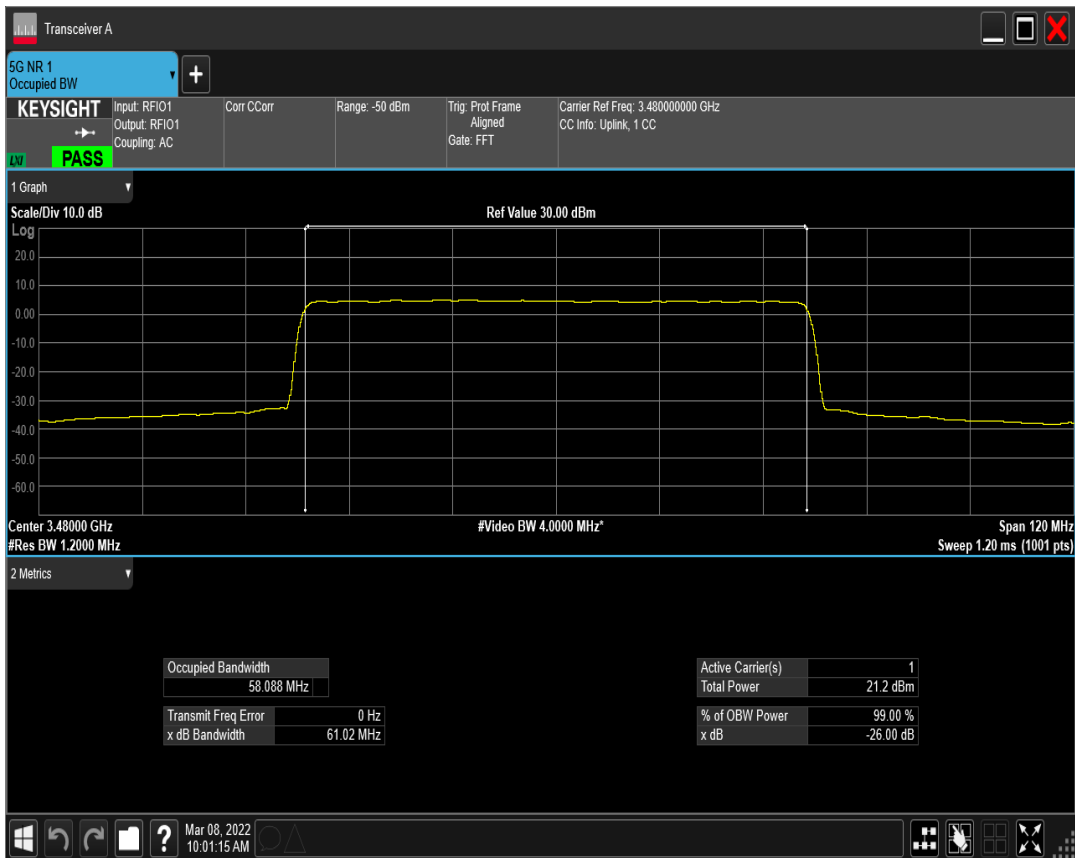 Transceiver A
5G NR 1
Occupied BW
+
KEYSIGHT
LXI
PASS
Input: RFIO1
Output: RFIO1
Coupling: AC
Corr CCorr
Range: -50 dBm
Trig: Prot Frame
Aligned
Gate: FFT
Carrier Ref Freq: 3.480000000 GHz
CC Info: Uplink, 1 CC
1 Graph
Scale/Div 10.0 dB
Ref Value 30.00 dBm
Log
20.0
10.0
0.00
-10.0
-20.0
-30.0
-40.0
-50.0
-60.0
Center 3.48000 GHz
#Video BW 4.0000 MHz*
Span 120 MHz
#Res BW 1.2000 MHz
Sweep 1.20 ms (1001 pts)
2 Metrics
Occupied Bandwidth
58.088 MHz
Transmit Freq Error 0 Hz
x dB Bandwidth 61.02 MHz
Active Carrier(s) 1
Total Power 21.2 dBm
% of OBW Power 99.00 %
x dB -26.00 dB
?
Mar 08, 2022
10:01:15 AM